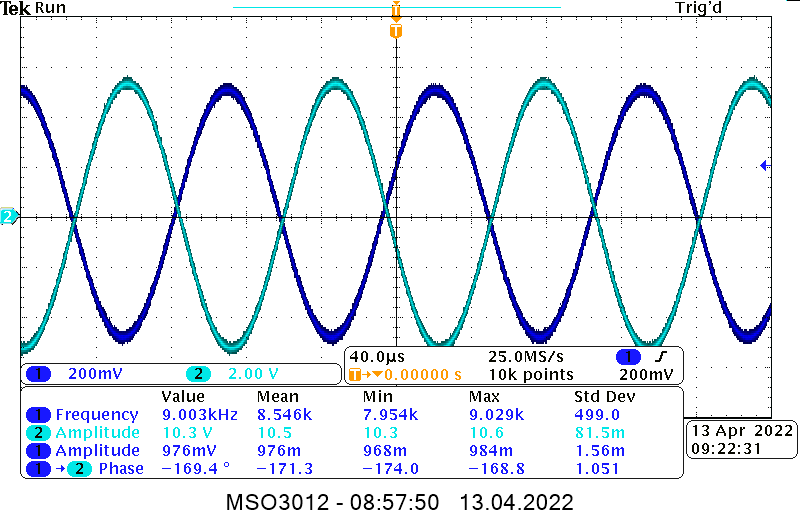 Tek Run Trig'd
T
T
2
1 200mV 2 2.00 V
40.0µs 25.0MS/s 1
T→▼0.00000 s 10k points 200mV
Value Mean Min Max Std Dev
1 Frequency 9.003kHz 8.546k 7.954k 9.029k 499.0
2 Amplitude 10.3 V 10.5 10.3 10.6 81.5m
1 Amplitude 976mV 976m 968m 984m 1.56m
1 → 2 Phase −169.4 ° −171.3 −174.0 −168.8 1.051
13 Apr 2022
09:22:31
MSO3012 - 08:57:50 13.04.2022